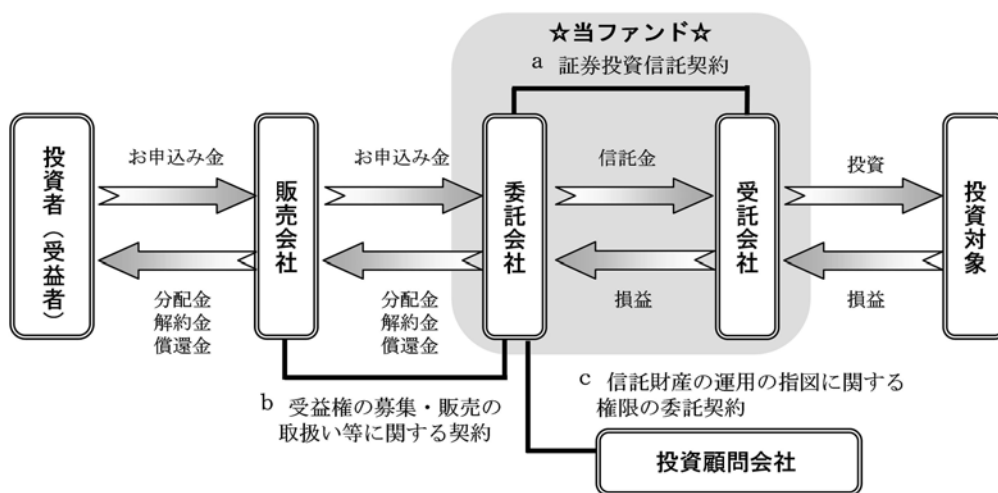 ☆当ファンド☆
a 証券投資信託契約
投資者（受益者）
お申込み金
分配金
解約金
償還金
販売会社
お申込み金
分配金
解約金
償還金
委託会社
信託金
損益
受託会社
投資
損益
投資対象
b 受益権の募集・販売の
取扱い等に関する契約
c 信託財産の運用の指図に関する
権限の委託契約
投資顧問会社